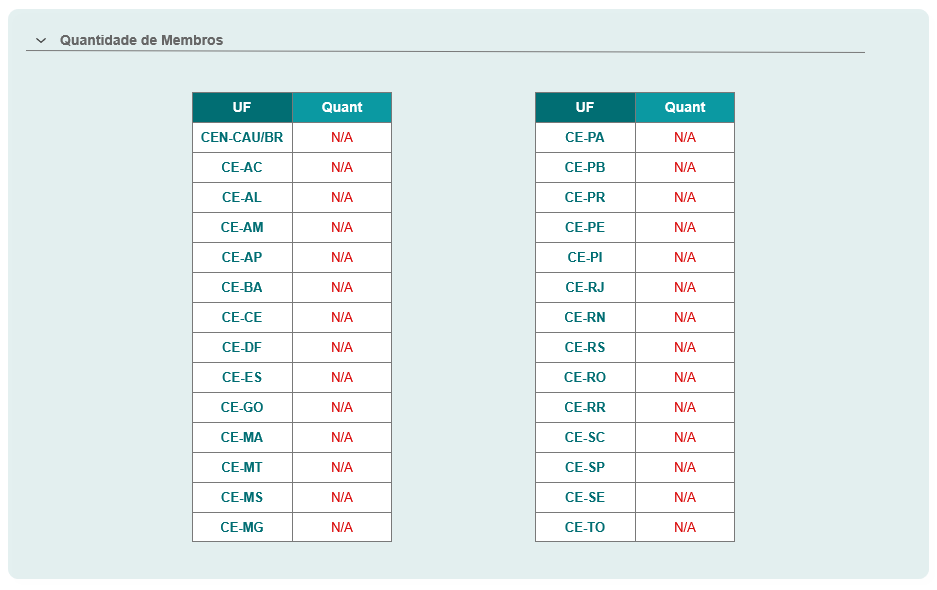 Quantidade de Membros
UF Quant
CEN-CAU/BR N/A
CE-AC N/A
CE-AL N/A
CE-AM N/A
CE-AP N/A
CE-BA N/A
CE-CE N/A
CE-DF N/A
CE-ES N/A
CE-GO N/A
CE-MA N/A
CE-MT N/A
CE-MS N/A
CE-MG N/A
UF Quant
CE-PA N/A
CE-PB N/A
CE-PR N/A
CE-PE N/A
CE-PI N/A
CE-RJ N/A
CE-RN N/A
CE-RS N/A
CE-RO N/A
CE-RR N/A
CE-SC N/A
CE-SP N/A
CE-SE N/A
CE-TO N/A